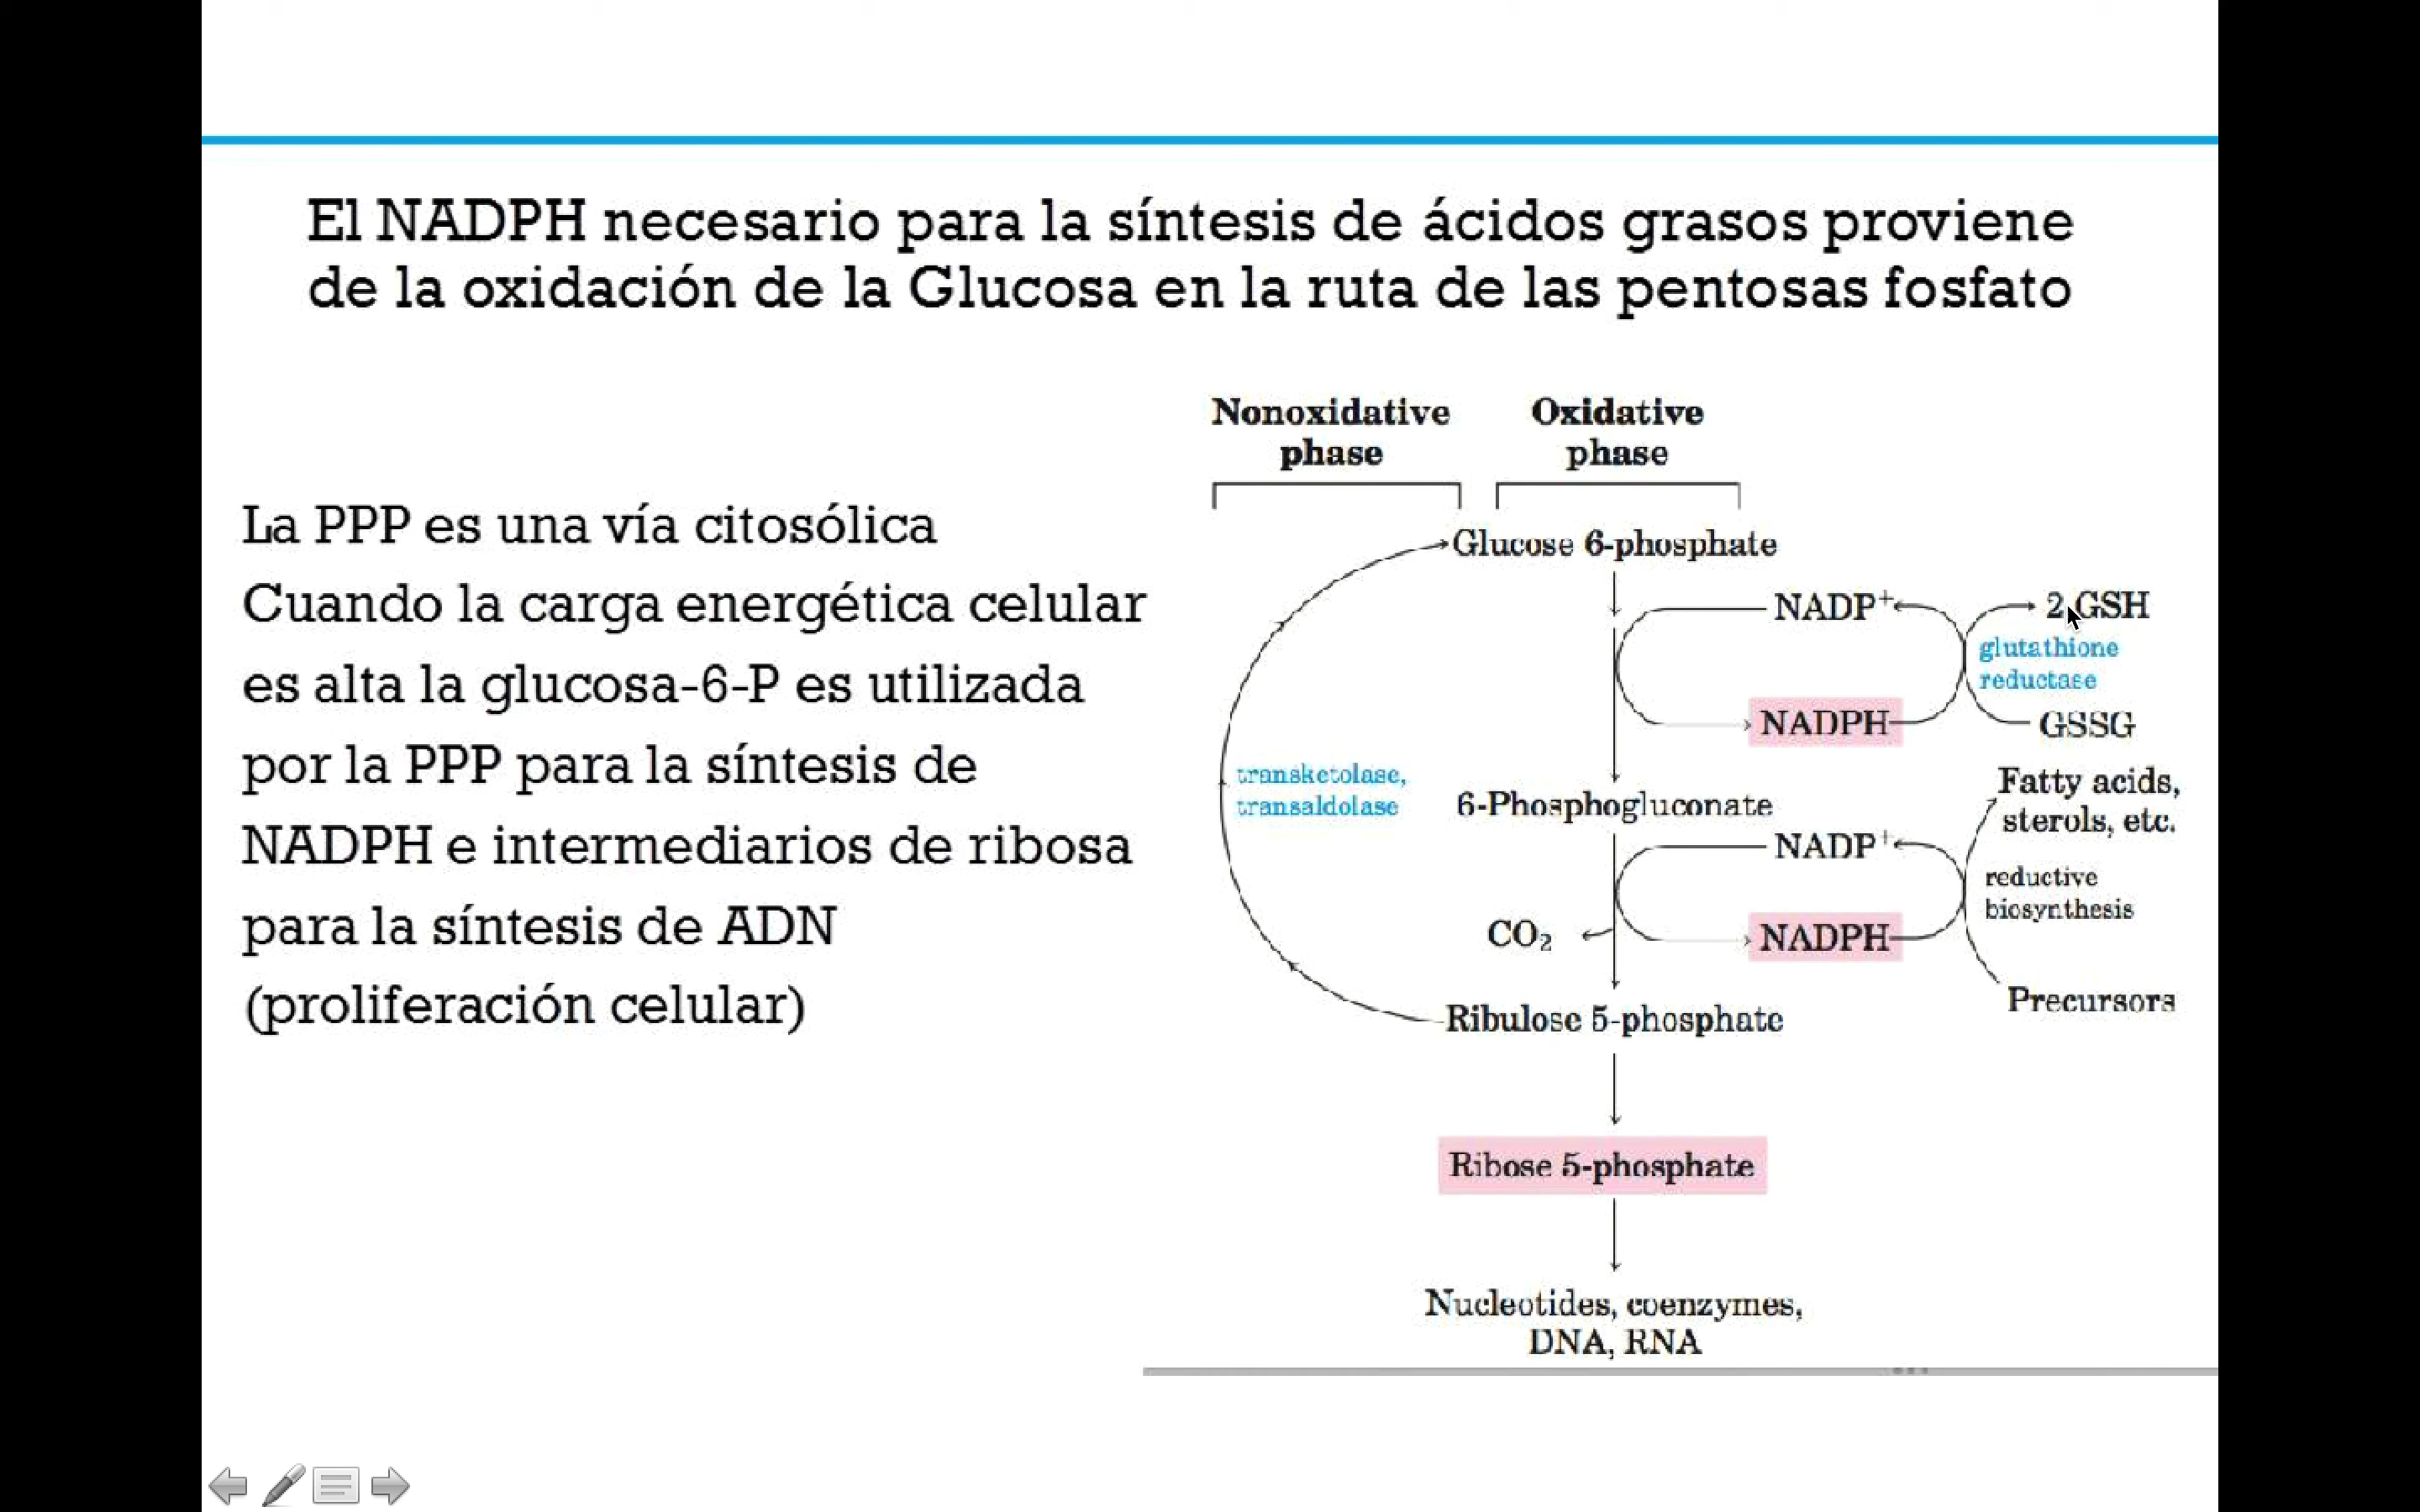 El NADPH necesario para la síntesis de ácidos grasos proviene
de la oxidación de la Glucosa en la ruta de las pentosas fosfato
La PPP es una vía citosólica
Cuando la carga energética celular
es alta la glucosa-6-P es utilizada
por la PPP para la síntesis de
NADPH e intermediarios de ribosa
para la síntesis de ADN
(proliferación celular)
Nonoxidative
phase
Oxidative
phase
Glucose 6-phosphate
NADP+
2 GSH
glutathione
reductase
NADPH
GSSG
transketolase,
transaldolase
6-Phosphogluconate
Fatty acids,
sterols, etc.
NADP+
reductive
biosynthesis
CO₂
NADPH
Precursors
Ribulose 5-phosphate
Ribose 5-phosphate
Nucleotides, coenzymes,
DNA, RNA